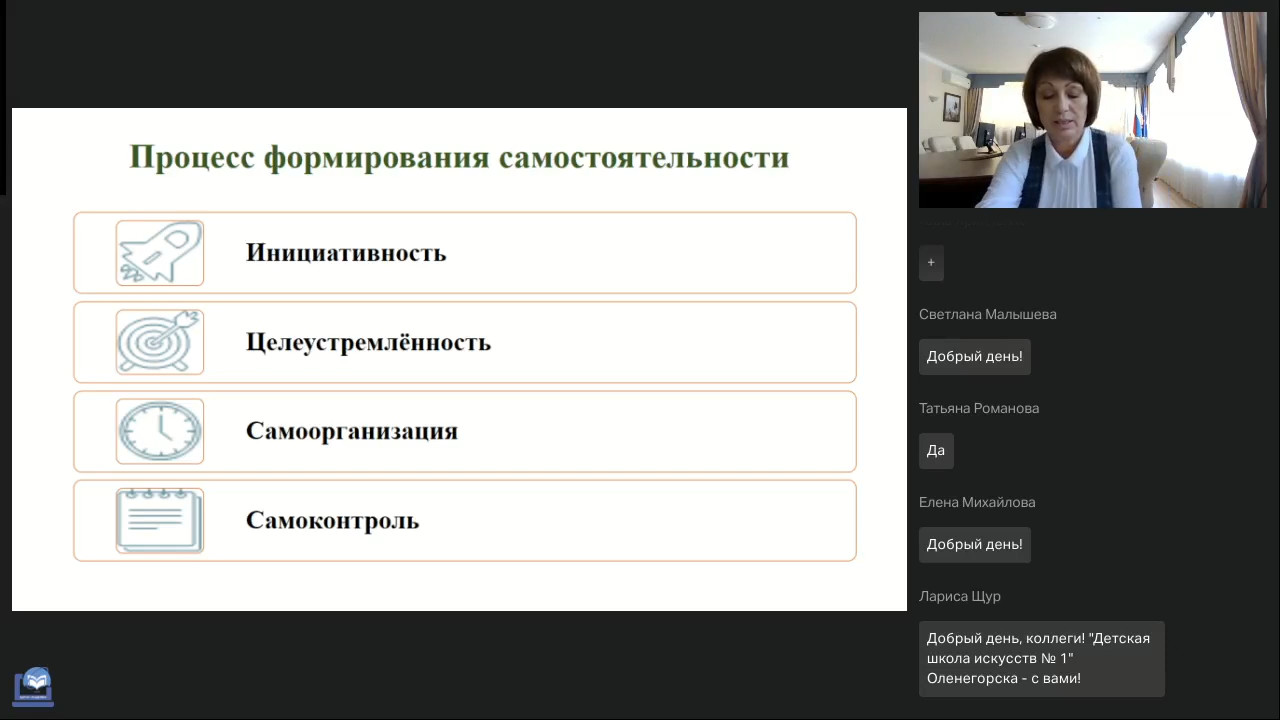 Процесс формирования самостоятельности
Инициативность
Целеустремлённость
Самоорганизация
Самоконтроль
+
Светлана Малышева
Добрый день!
Татьяна Романова
Да
Елена Михайлова
Добрый день!
Лариса Щур
Добрый день, коллеги! "Детская
школа искусств № 1"
Оленегорска - с вами!